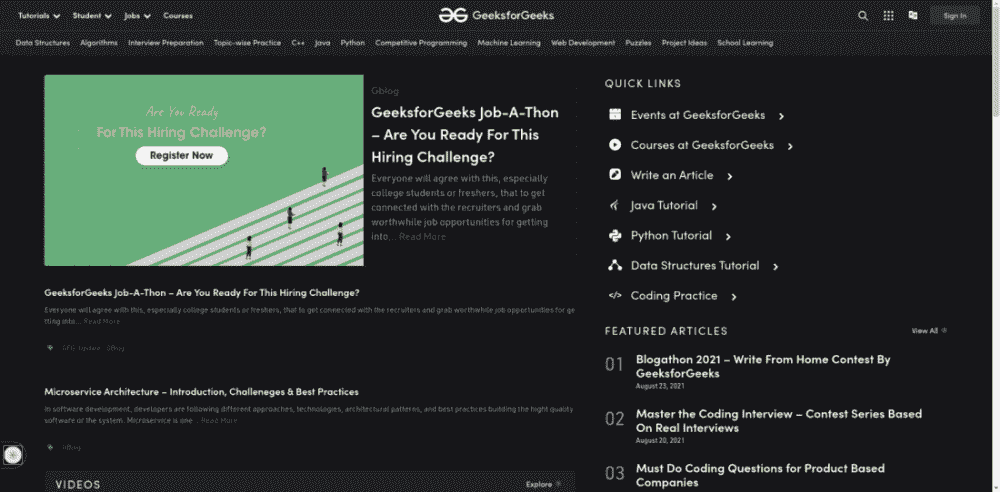 Tutorials Student Jobs Courses
GeeksforGeeks
Sign In
Data Structures Algorithms Interview Preparation Topic-wise Practice C++ Java Python Competitive Programming Machine Learning Web Development Puzzles Project Ideas School Learning
Are You Ready
For This Hiring Challenge?
Register Now
Gblog
GeeksforGeeks Job-A-Thon
– Are You Ready For This
Hiring Challenge?
Everyone will agree with this, especially
college students or freshers, that to get
connected with the recruiters and grab
worthwhile job opportunities for getting
into... Read More
GeeksforGeeks Job-A-Thon – Are You Ready For This Hiring Challenge?
Everyone will agree with this, especially college students or freshers, that to get connected with the recruiters and grab worthwhile job opportunities for ge
tting into... Read More
GFG Update GBlog
Microservice Architecture – Introduction, Challeneges & Best Practices
In software development, developers are following different approaches, technologies, architectural patterns, and best practices building the hight quality
software or the system. Microservice is one ...Read More
GBlog
VIDEOS
Explore
QUICK LINKS
Events at GeeksforGeeks
Courses at GeeksforGeeks
Write an Article
Java Tutorial
Python Tutorial
Data Structures Tutorial
Coding Practice
FEATURED ARTICLES
View All
01
Blogathon 2021 – Write From Home Contest By
GeeksforGeeks
August 23, 2021
02
Master the Coding Interview – Contest Series Based
On Real Interviews
August 20, 2021
03
Must Do Coding Questions for Product Based
Companies